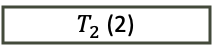 T₂ (2)